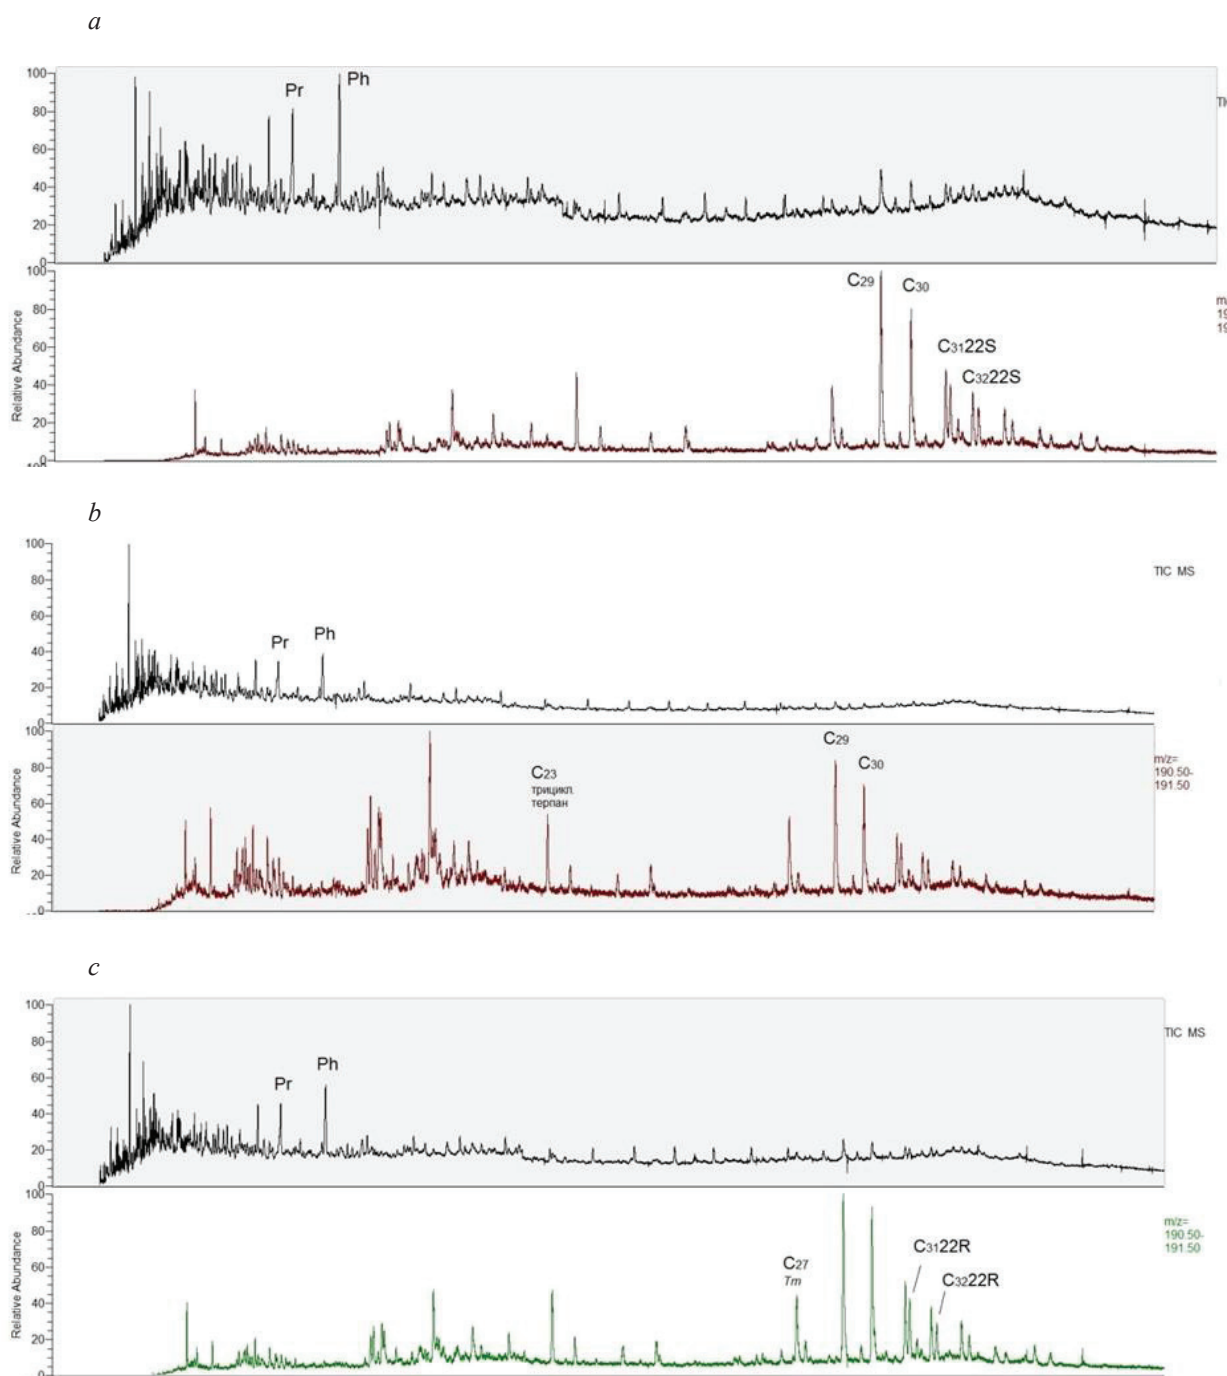 a
100
80
60
40
20
0
Pr
Ph
100
80
60
40
20
0
Relative Abundance
C29
C30
C3122S
C3222S
b
100
80
60
40
20
0
Pr
Ph
TIC MS
100
80
60
40
20
0
Relative Abundance
C23
трицикл.
терпан
C29
C30
m/z=
190.50-
191.50
c
100
80
60
40
20
0
Pr
Ph
TIC MS
100
80
60
40
20
0
Relative Abundance
C27
Tm
C3122R
C3222R
m/z=
190.50-
191.50